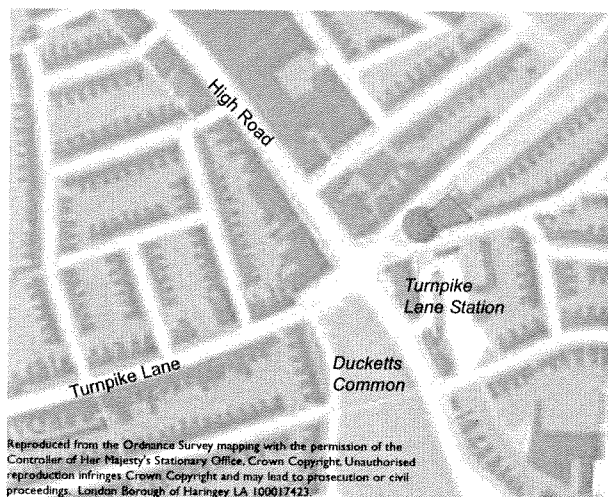 High Road
Turnpike
Lane Station
Ducketts
Common
Turnpike Lane
Reproduced from the Ordnance Survey mapping with the permission of the
Controller of Her Majesty's Stationary Office, Crown Copyright. Unauthorised
reproduction infringes Crown Copyright and may lead to prosecution or civil
proceedings. London Borough of Haringey LA 100017423